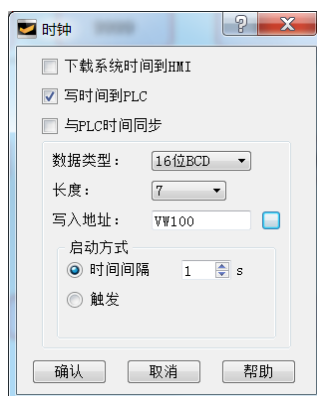 时钟
下载系统时间到HMI
写时间到PLC
与PLC时间同步
数据类型： 16位BCD
长度： 7
写入地址： VW100
启动方式
时间间隔 1 s
触发
确认 取消 帮助